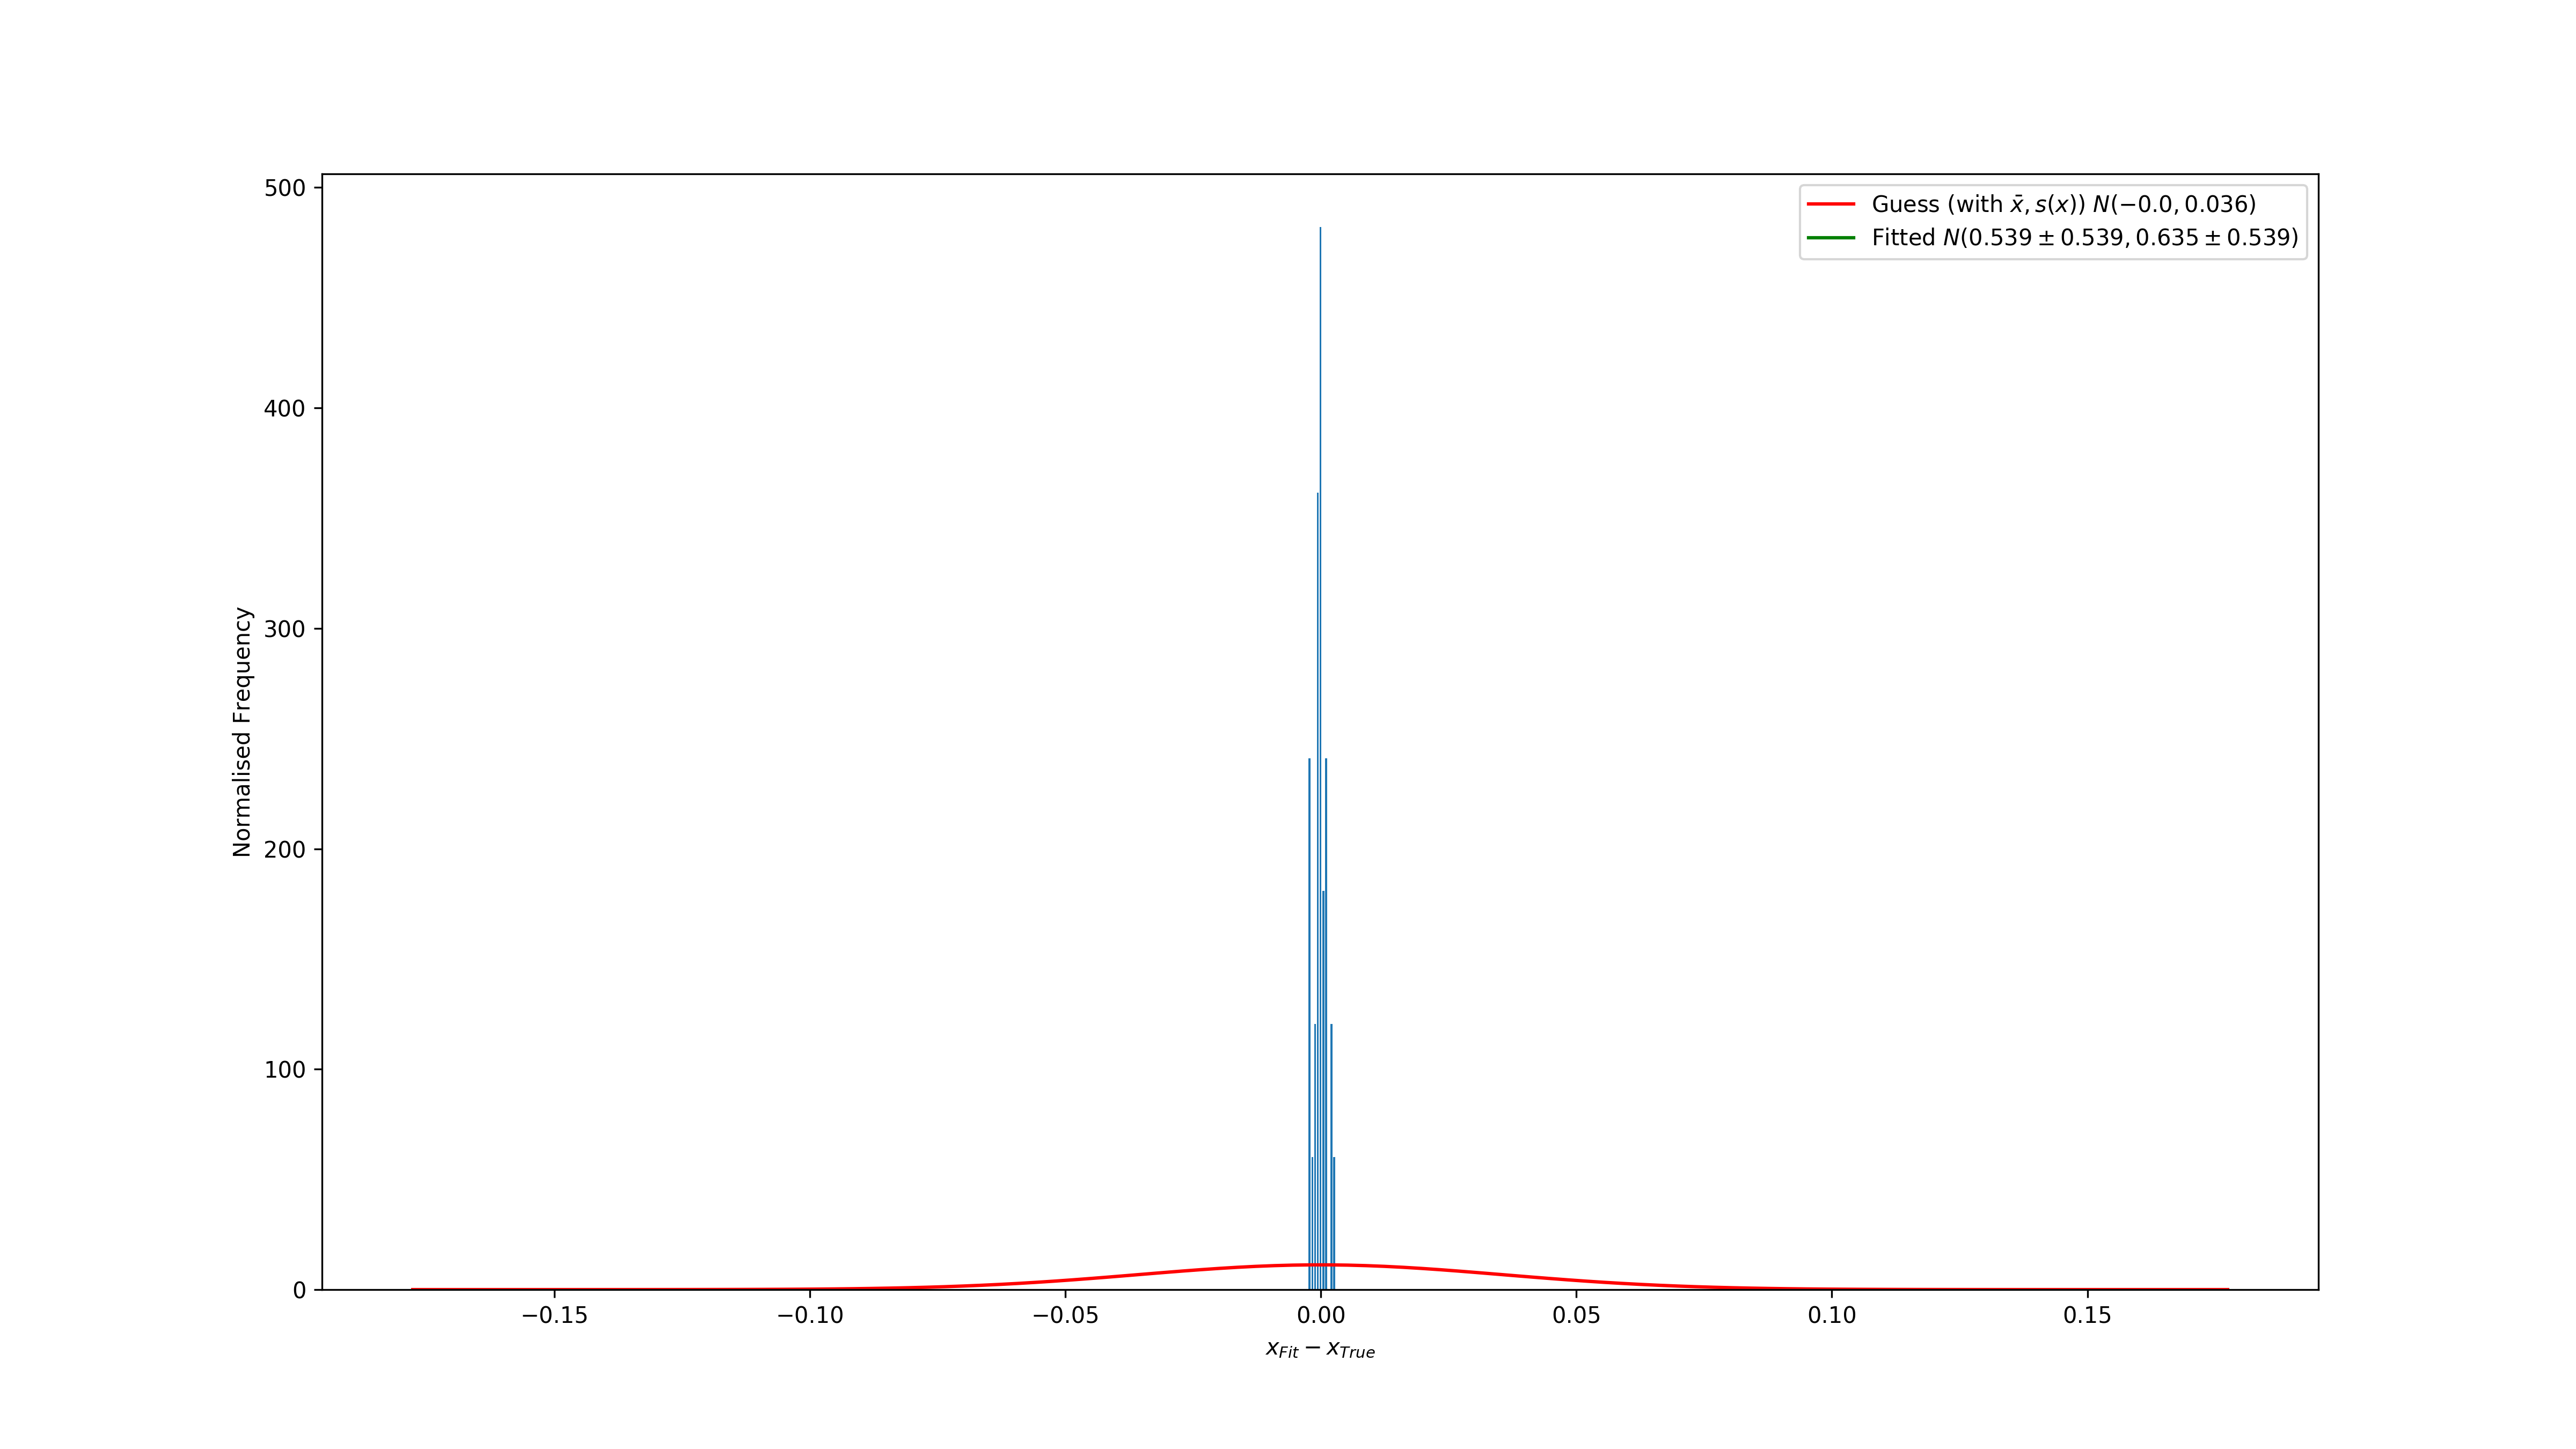 500
400
300
200
100
0
Normalised Frequency
Guess (with x̄, s(x)) N(−0.0, 0.036)
Fitted N(0.539 ± 0.539, 0.635 ± 0.539)
−0.15 −0.10 −0.05 0.00 0.05 0.10 0.15
x_Fit − x_True